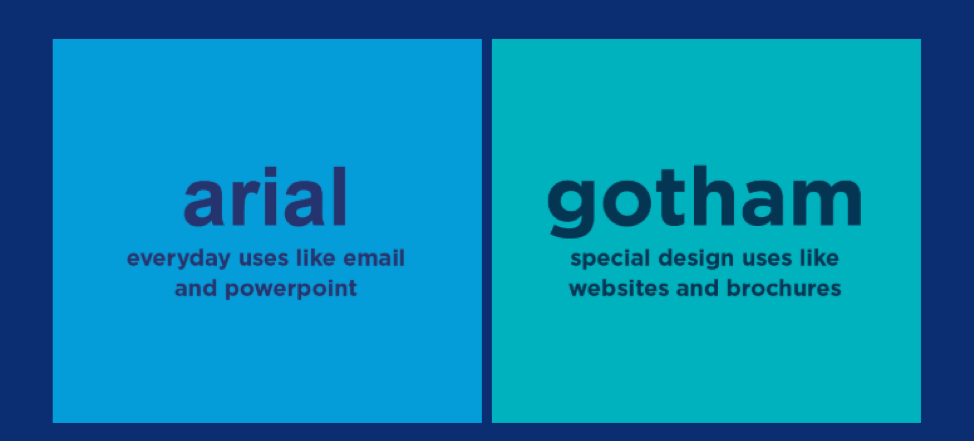 arial
everyday uses like email
and powerpoint
gotham
special design uses like
websites and brochures